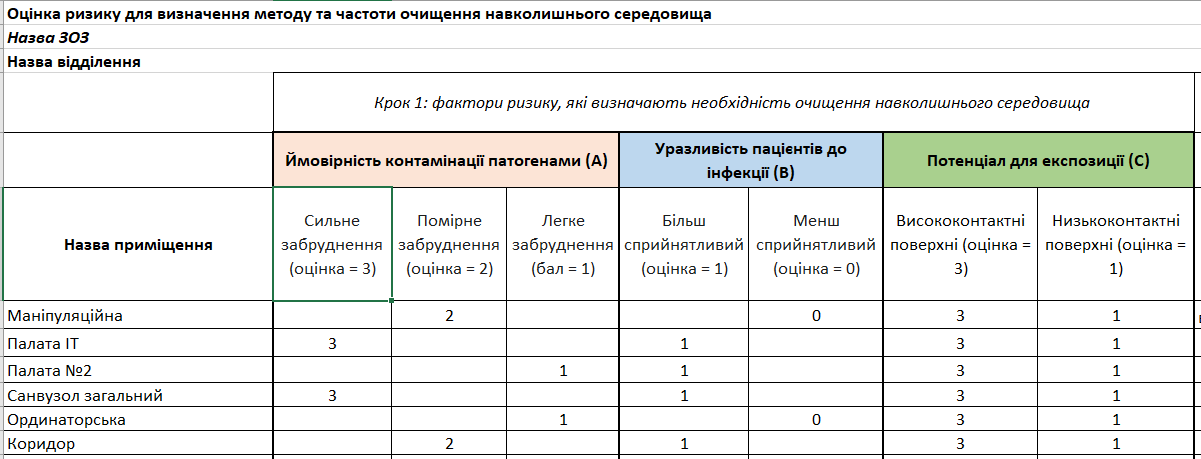 Оцінка ризику для визначення методу та частоти очищення навколишнього середовища
Назва ЗОЗ
Назва відділення
Крок 1: фактори ризику, які визначають необхідність очищення навколишнього середовища
Ймовірність контамінації патогенами (А) Уразливість пацієнтів до інфекції (В) Потенціал для експозиції (С)
Назва приміщення Сильне забруднення (оцінка = 3) Помірне забруднення (оцінка = 2) Легке забруднення (бал = 1) Більш сприйнятливий (оцінка = 1) Менш сприйнятливий (оцінка = 0) Висококонтактні поверхні (оцінка = 3) Низькоконтактні поверхні (оцінка = 1)
Маніпуляційна 2 0 3 1
Палата ІТ 3 1 3 1
Палата №2 1 1 3 1
Санвузол загальний 3 1 3 1
Ординаторська 1 0 3 1
Коридор 2 1 3 1